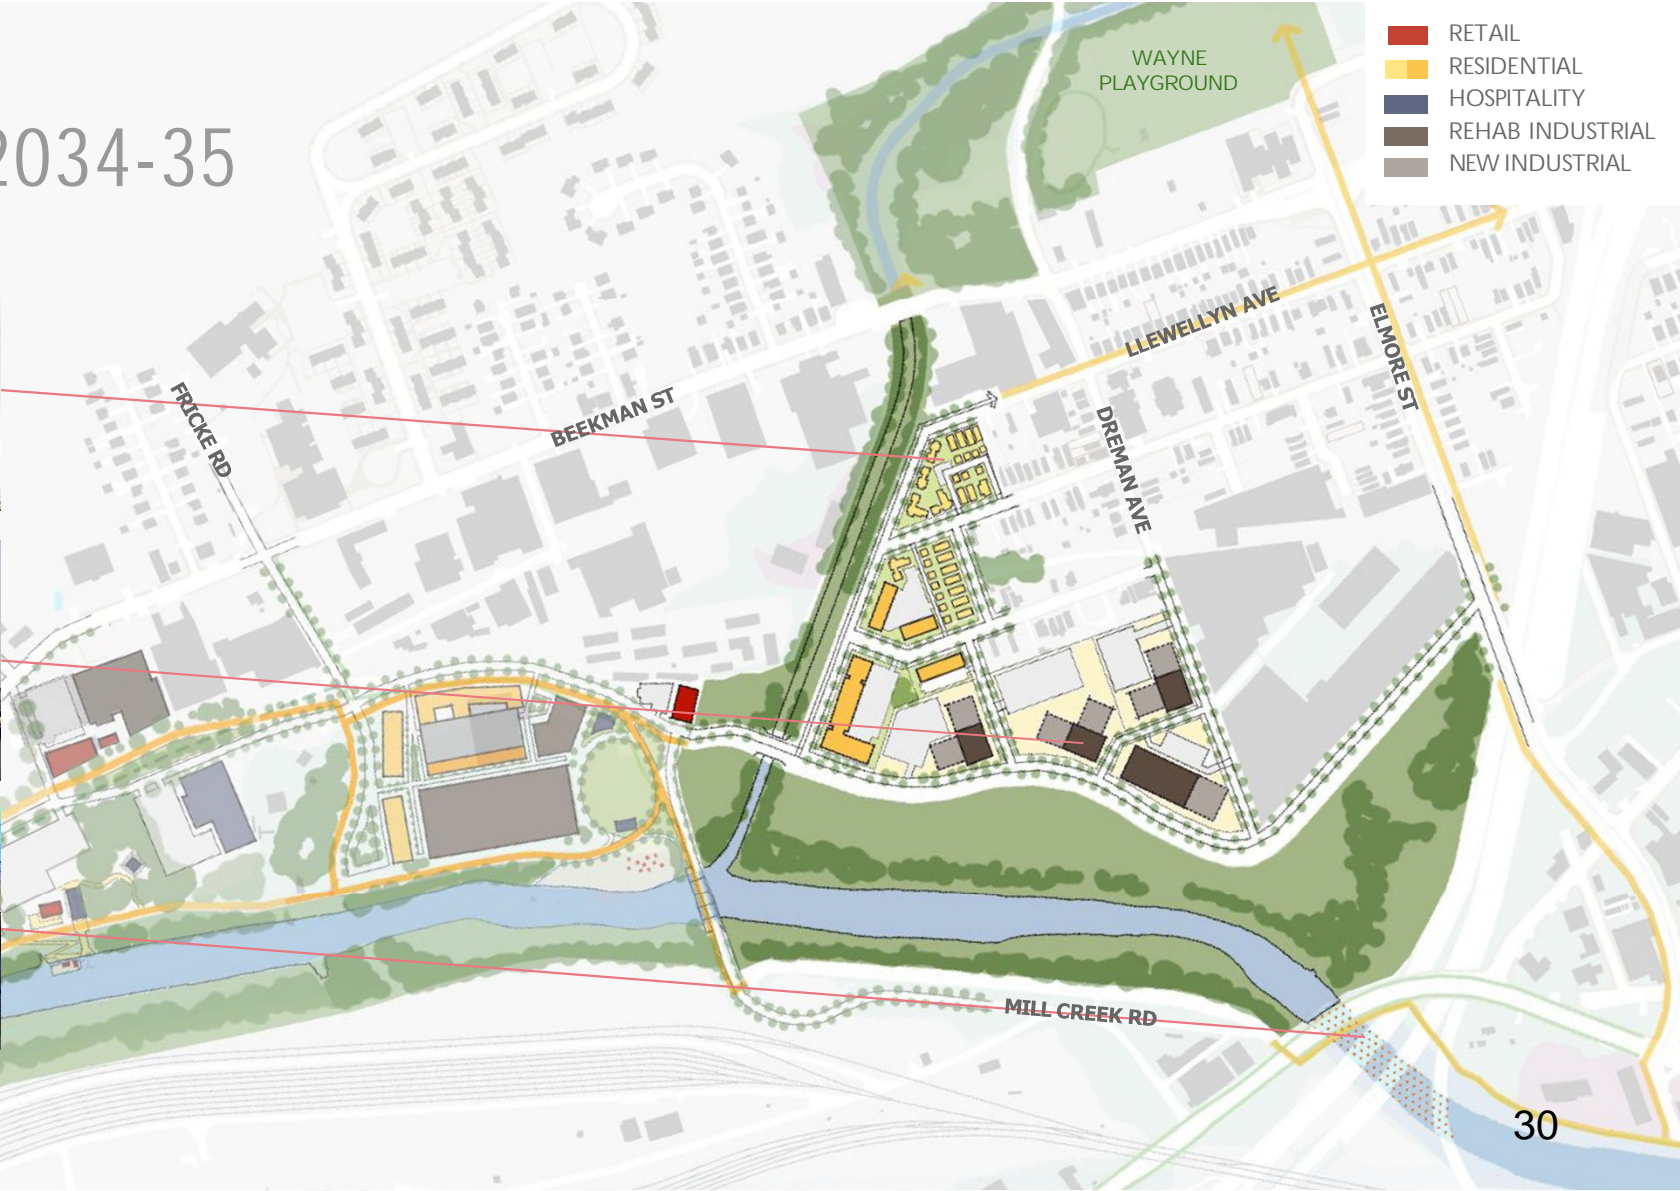 2034-35
WAYNE
PLAYGROUND
RETAIL
RESIDENTIAL
HOSPITALITY
REHAB INDUSTRIAL
NEW INDUSTRIAL
LLEWELLYN AVE
ELMORE ST
FRICKE RD
BEEKMAN ST
DREMAN AVE
MILL CREEK RD
30